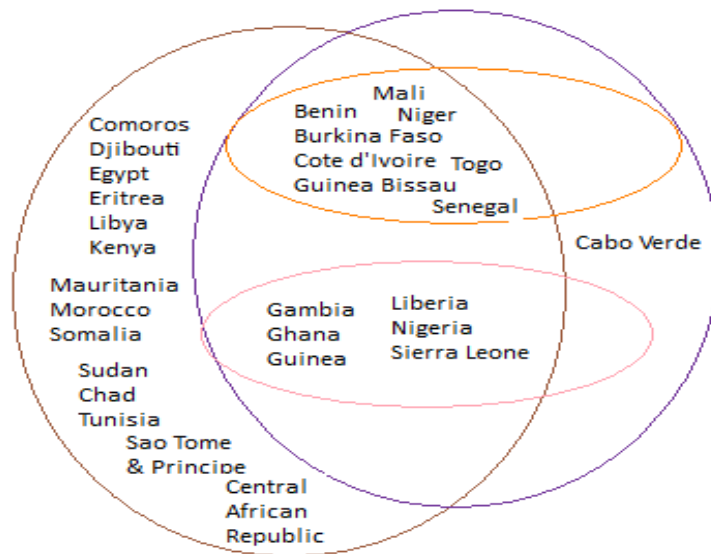 Comoros
Djibouti
Egypt
Eritrea
Libya
Kenya
Mauritania
Morocco
Somalia
Sudan
Chad
Tunisia
Sao Tome
& Principe
Central
African
Republic
Mali
Benin
Niger
Burkina Faso
Cote d'Ivoire
Togo
Guinea Bissau
Senegal
Gambia
Ghana
Guinea
Liberia
Nigeria
Sierra Leone
Cabo Verde